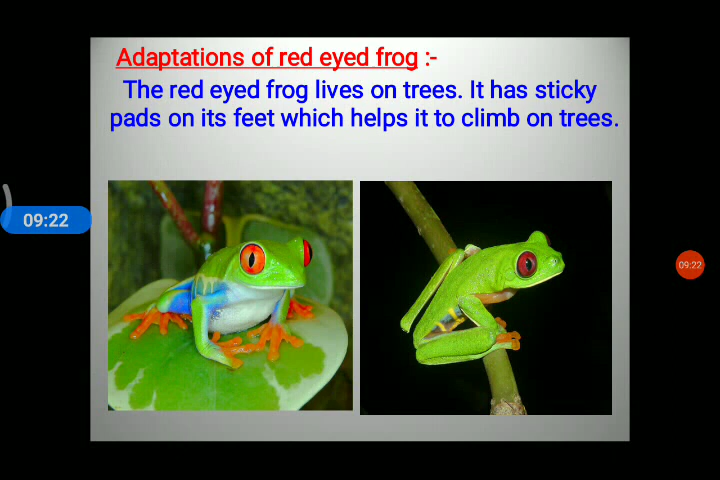 Adaptations of red eyed frog :-
The red eyed frog lives on trees. It has sticky
pads on its feet which helps it to climb on trees.
09:22
09:22